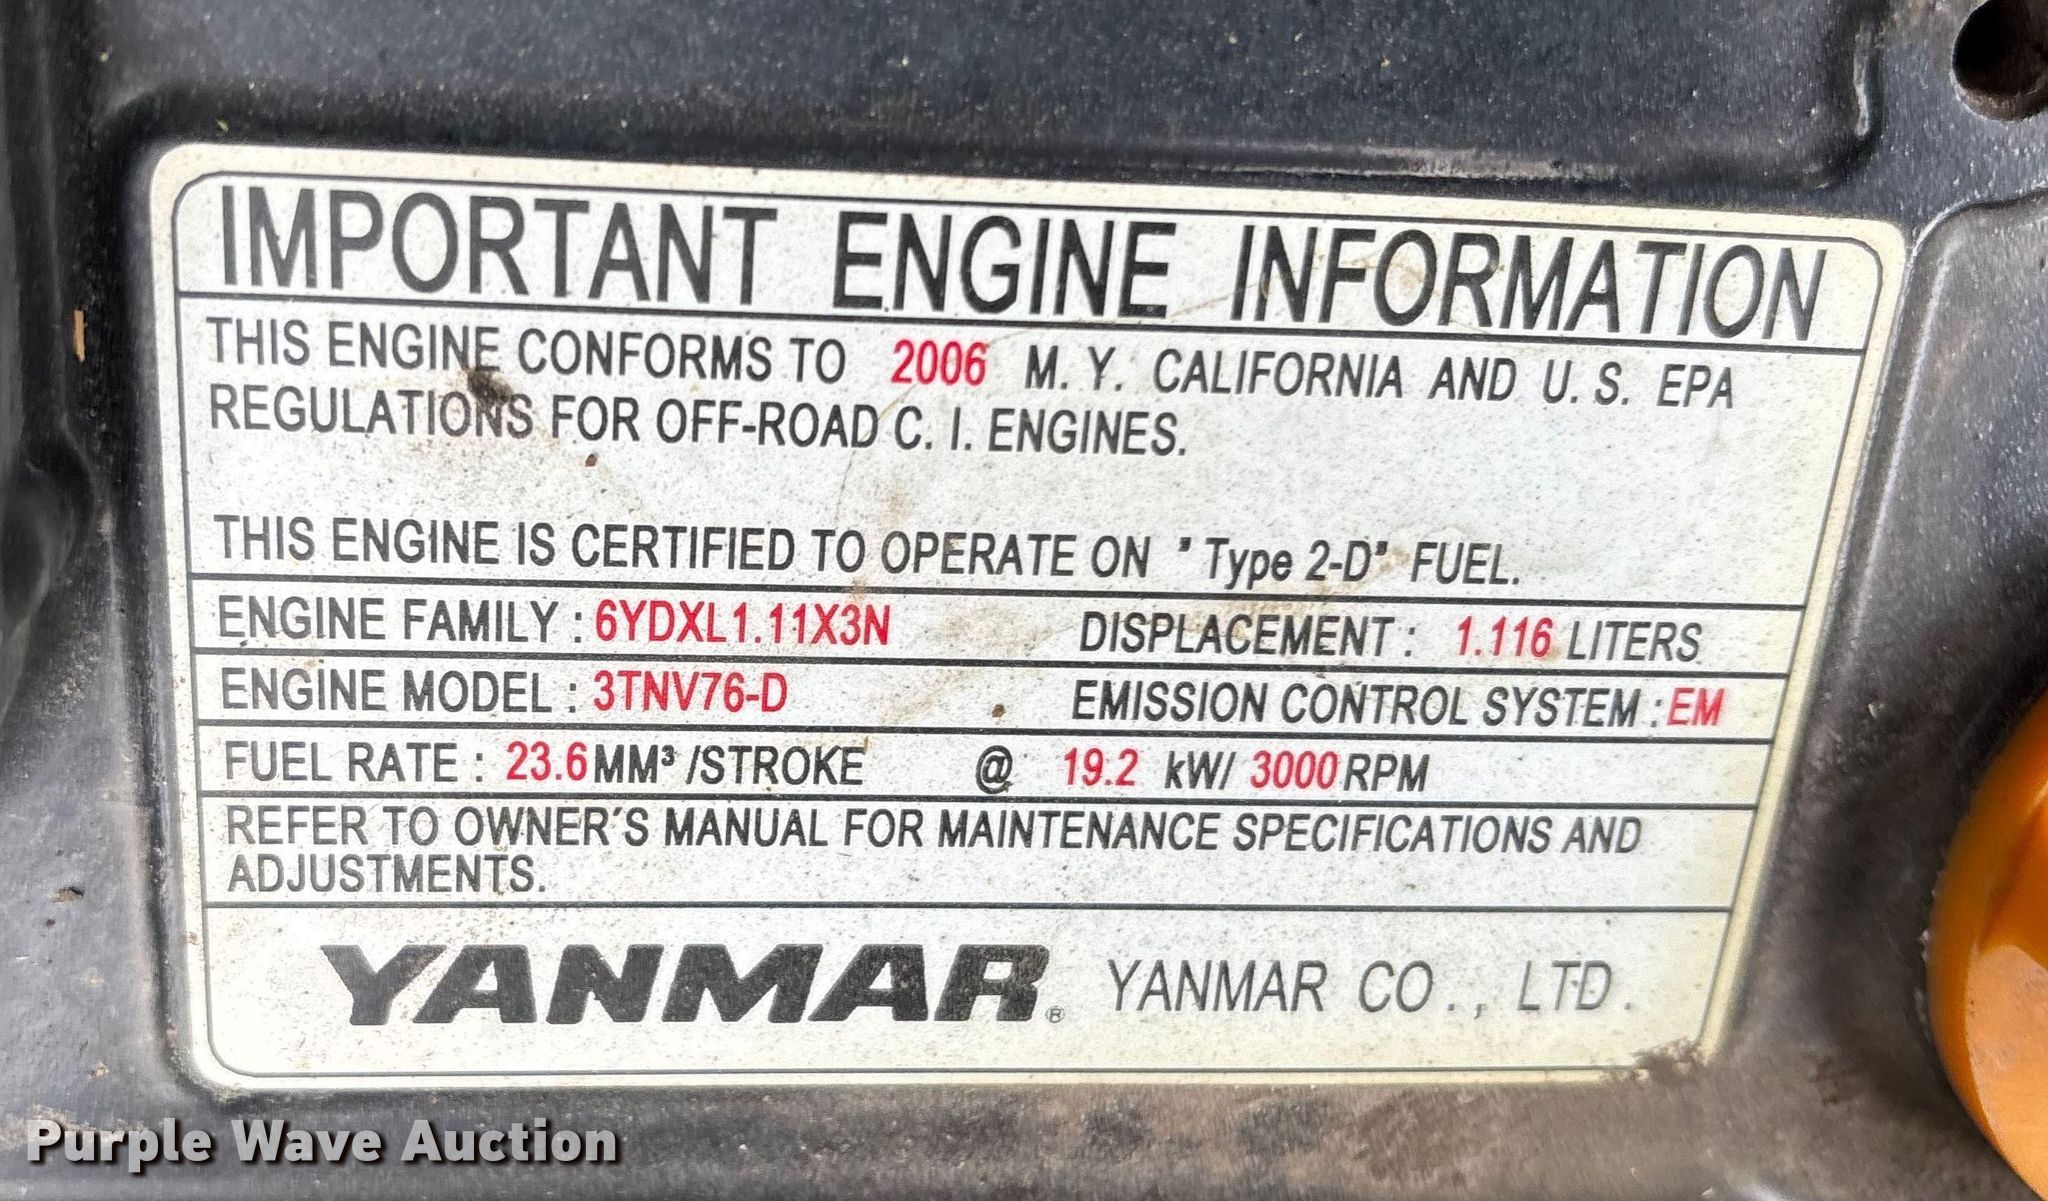 IMPORTANT ENGINE INFORMATION
THIS ENGINE CONFORMS TO 2006 M. Y. CALIFORNIA AND U. S. EPA
REGULATIONS FOR OFF-ROAD C. I. ENGINES.
THIS ENGINE IS CERTIFIED TO OPERATE ON "Type 2-D" FUEL.
ENGINE FAMILY : 6YDXL1.11X3N DISPLACEMENT : 1.116 LITERS
ENGINE MODEL : 3TNV76-D EMISSION CONTROL SYSTEM : EM
FUEL RATE : 23.6 MM³ /STROKE @ 19.2 kW/ 3000 RPM
REFER TO OWNER'S MANUAL FOR MAINTENANCE SPECIFICATIONS AND
ADJUSTMENTS.
YANMAR® YANMAR CO., LTD.
Purple Wave Auction